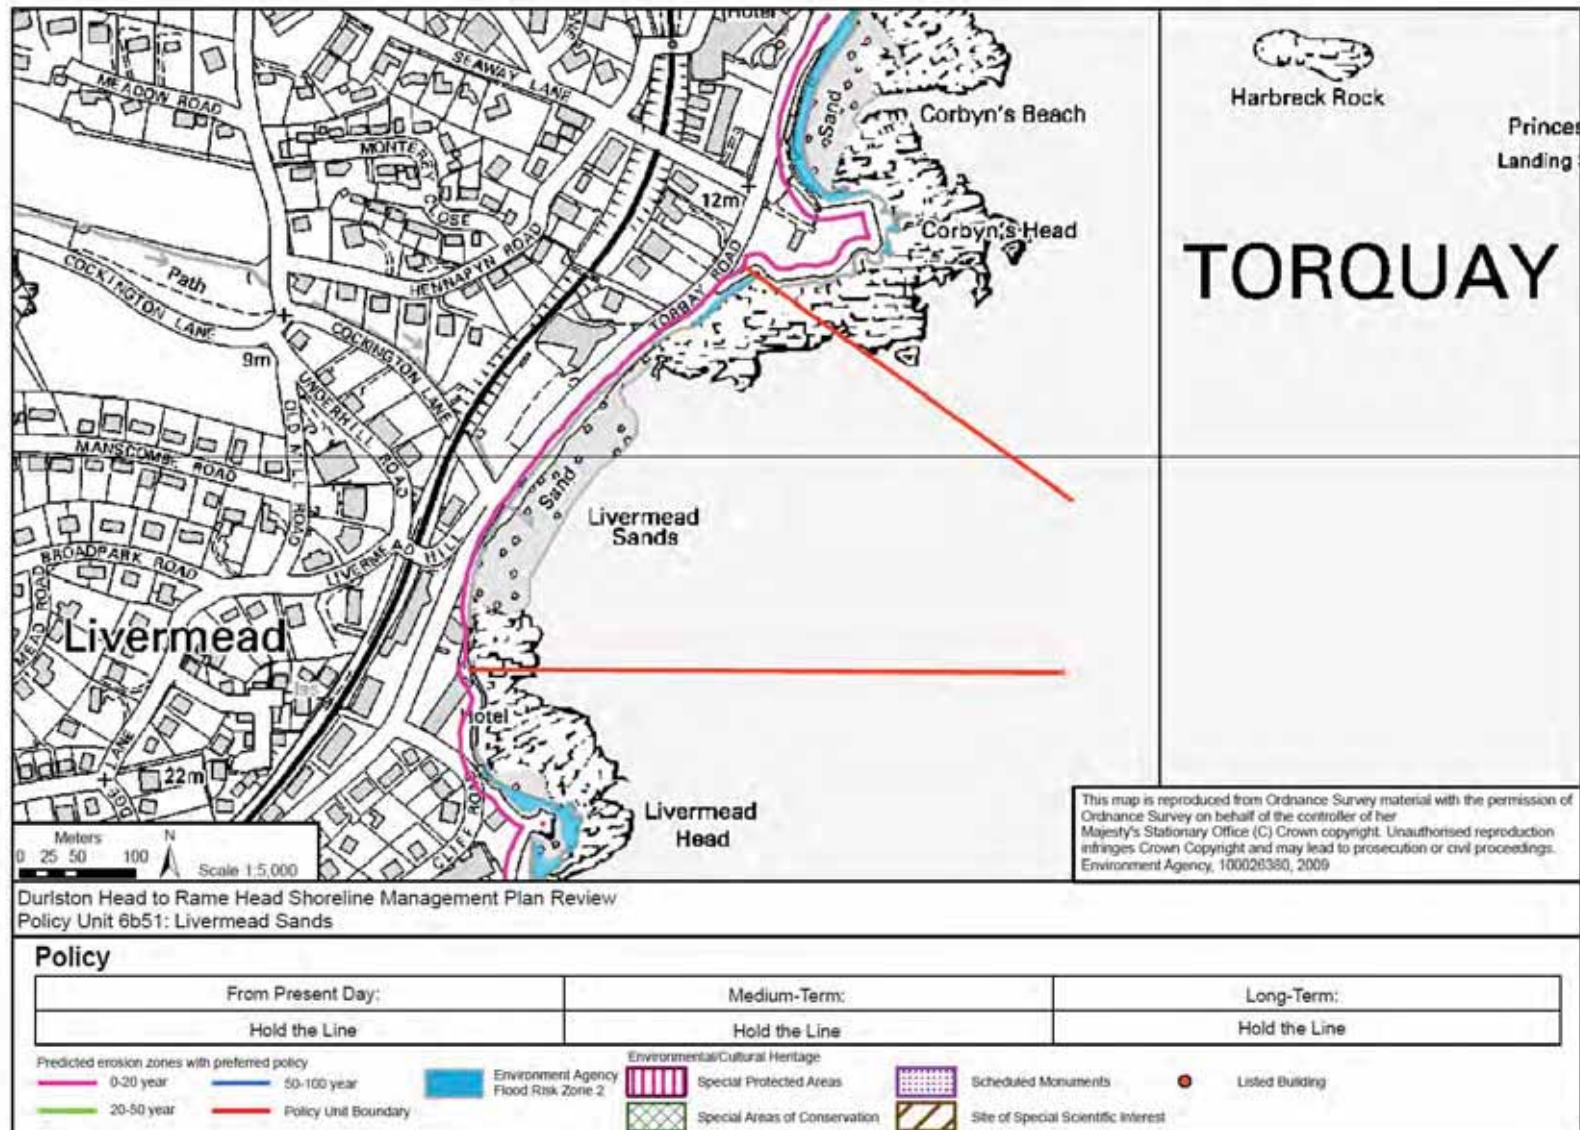 Hotel
SEAWAY LANE
MEADOW ROAD
Harbreck Rock
Corbyn's Beach
Sand
Princes
Landing
MONTEREY CLOSE
12m
Corbyn's Head
TORQUAY
HENNAPYN ROAD
Path
COCKINGTON LANE
TORBAY ROAD
COCKINGTON LANE
9m
UNDERHILL ROAD
OLD MILL ROAD
MANSCOMBE ROAD
Sand
Livermead
Sands
BROADPARK ROAD
LIVERMEAD HILL
MEAD ROAD
Livermead
Hotel
22m
CLIFF ROAD
Livermead
Head
Meters
N
0 25 50 100
Scale 1:5,000
This map is reproduced from Ordnance Survey material with the permission of
Ordnance Survey on behalf of the controller of her
Majesty's Stationary Office (C) Crown copyright. Unauthorised reproduction
infringes Crown Copyright and may lead to prosecution or civil proceedings.
Environment Agency, 100026380, 2009
Durlston Head to Rame Head Shoreline Management Plan Review
Policy Unit 6b51: Livermead Sands
Policy
From Present Day: Medium-Term: Long-Term:
Hold the Line Hold the Line Hold the Line
Predicted erosion zones with preferred policy
0-20 year
50-100 year
20-50 year
Policy Unit Boundary
Environment Agency
Flood Risk Zone 2
Environmental/Cultural Heritage
Special Protected Areas
Scheduled Monuments
Listed Building
Special Areas of Conservation
Site of Special Scientific Interest